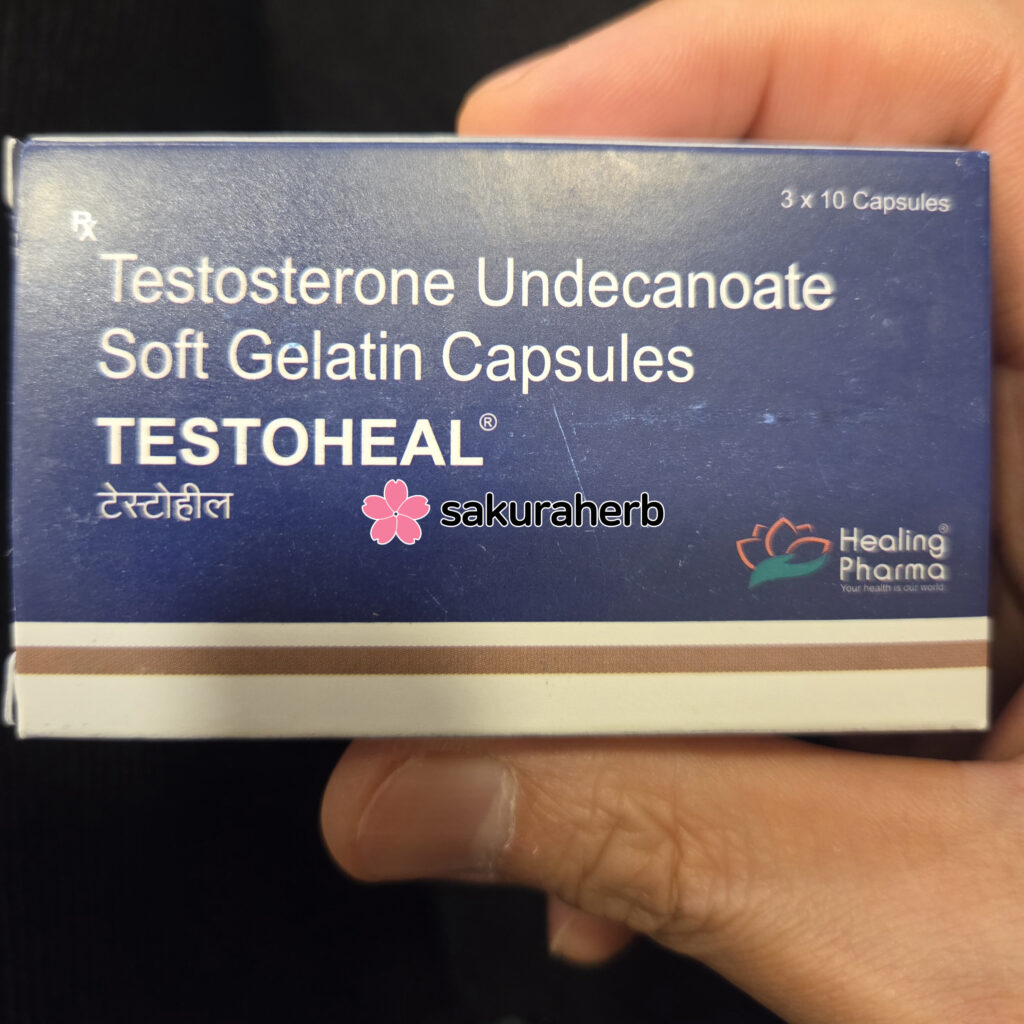 3 x 10 Capsules
Rx
Testosterone Undecanoate
Soft Gelatin Capsules
TESTOHEAL®
टेस्टोहील
sakuraherb
Healing®
Pharma
Your health is our world